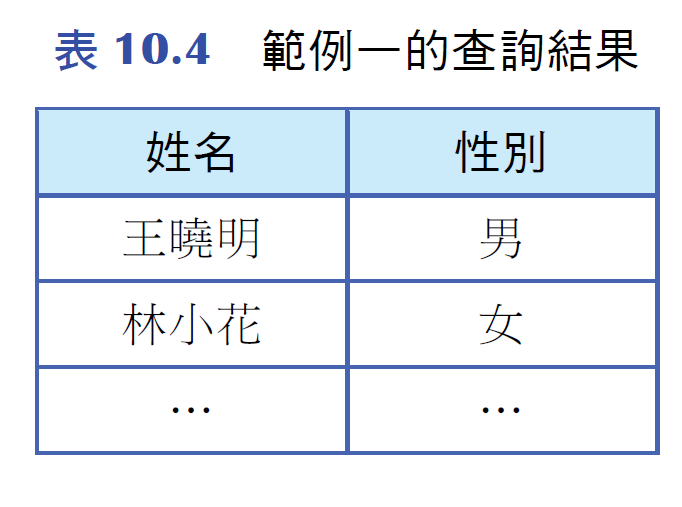 表 10.4 範例一的查詢結果
姓名 性別
王曉明 男
林小花 女
… …